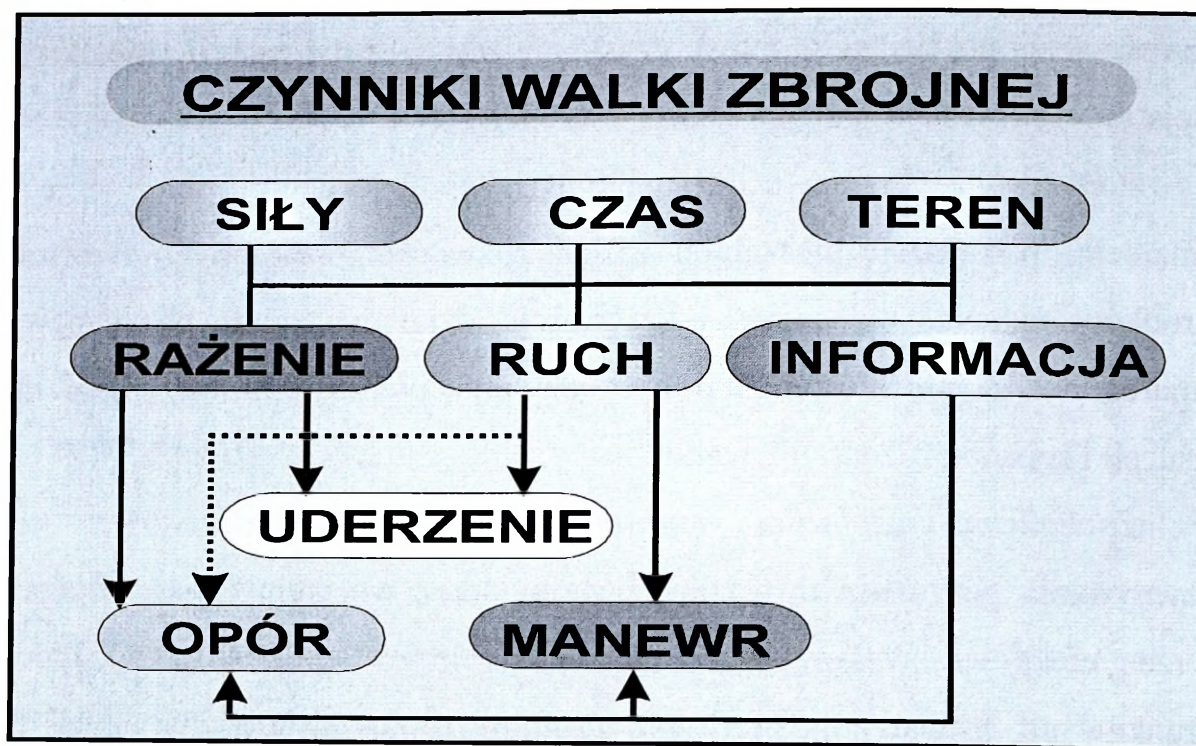 CZYNNIKI WALKI ZBROJNEJ
SIŁY CZAS TEREN
RAŻENIE RUCH INFORMACJA
UDERZENIE
OPÓR MANEWR